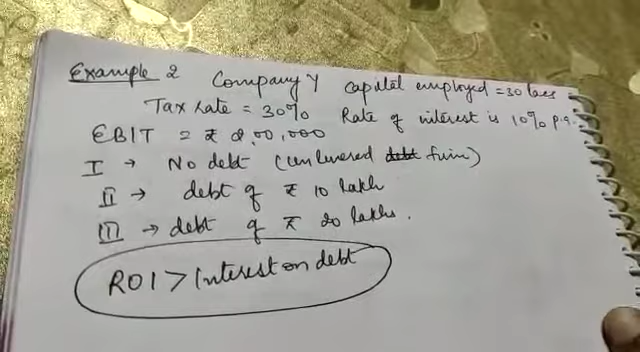 Example 2 Company Y Capital employed = 30 lacs
Tax rate = 30% Rate of interest is 10% p.a.
EBIT = ₹ 8,00,000
I → No debt (unlevered debt firm)
II → debt of ₹ 10 lakh
III → debt of ₹ 20 lakhs.
ROI > Interest on debt